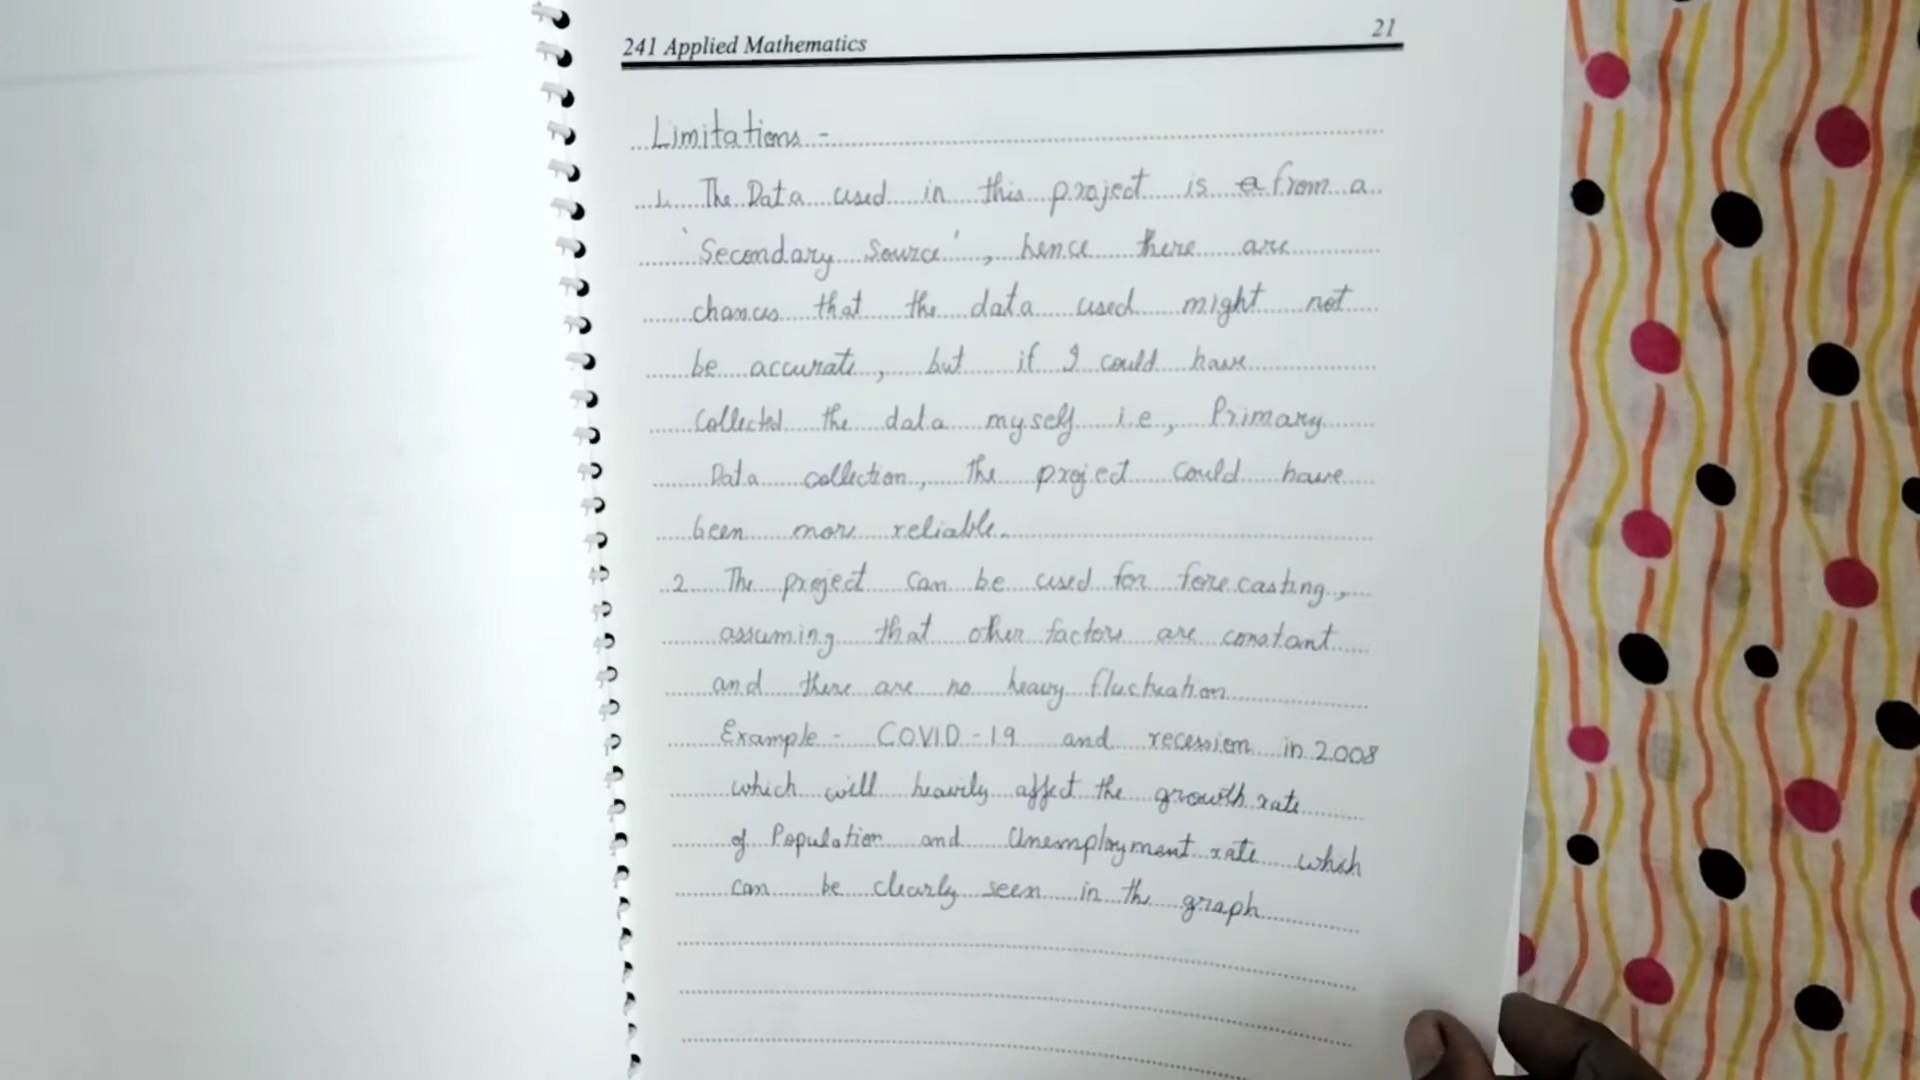 241 Applied Mathematics 21
Limitations -
1. The Data used in this project is a from a
'Secondary Source', hence there are
chances that the data used might not
be accurate, but if I could have
collected the data myself i.e, Primary
Data collection, the project could have
been more reliable.
2. The project can be used for forecasting,
assuming that other factors are constant
and there are no heavy fluctuation
Example - COVID-19 and recession in 2008
which will heavily affect the growth rate
of Population and Unemployment rate which
can be clearly seen in the graph